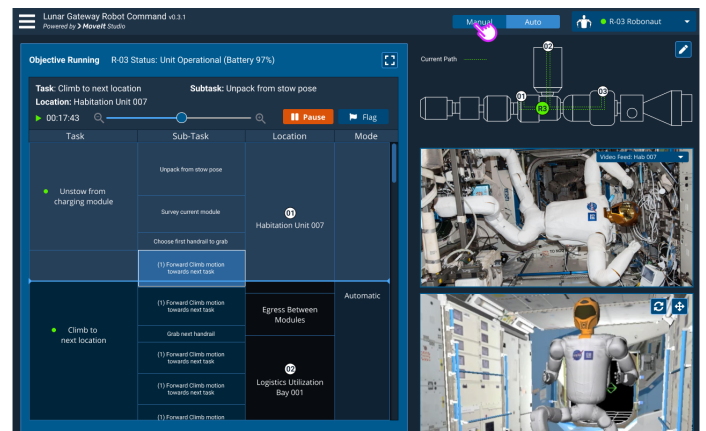 Lunar Gateway Robot Command v0.3.1
Powered by MoveIt Studio
Manual
Auto
R-03 Robonaut
Objective Running R-03 Status: Unit Operational (Battery 97%)
Task: Climb to next location
Subtask: Unpack from stow pose
Location: Habitation Unit 007
00:17:43
Pause
Flag
Task
Sub-Task
Location
Mode
Unstow from
charging module
Unpack from stow pose
Survey current module
Choose first handrail to grab
(1) Forward Climb motion
towards next task
01
Habitation Unit 007
Automatic
Climb to
next location
(1) Forward Climb motion
towards next task
Grab next handrail
(1) Forward Climb motion
towards next task
(1) Forward Climb motion
towards next task
(1) Forward Climb motion
Egress Between
Modules
02
Logistics Utilization
Bay 001
Current Path
02
01
03
R3
Video Feed: Hab 007